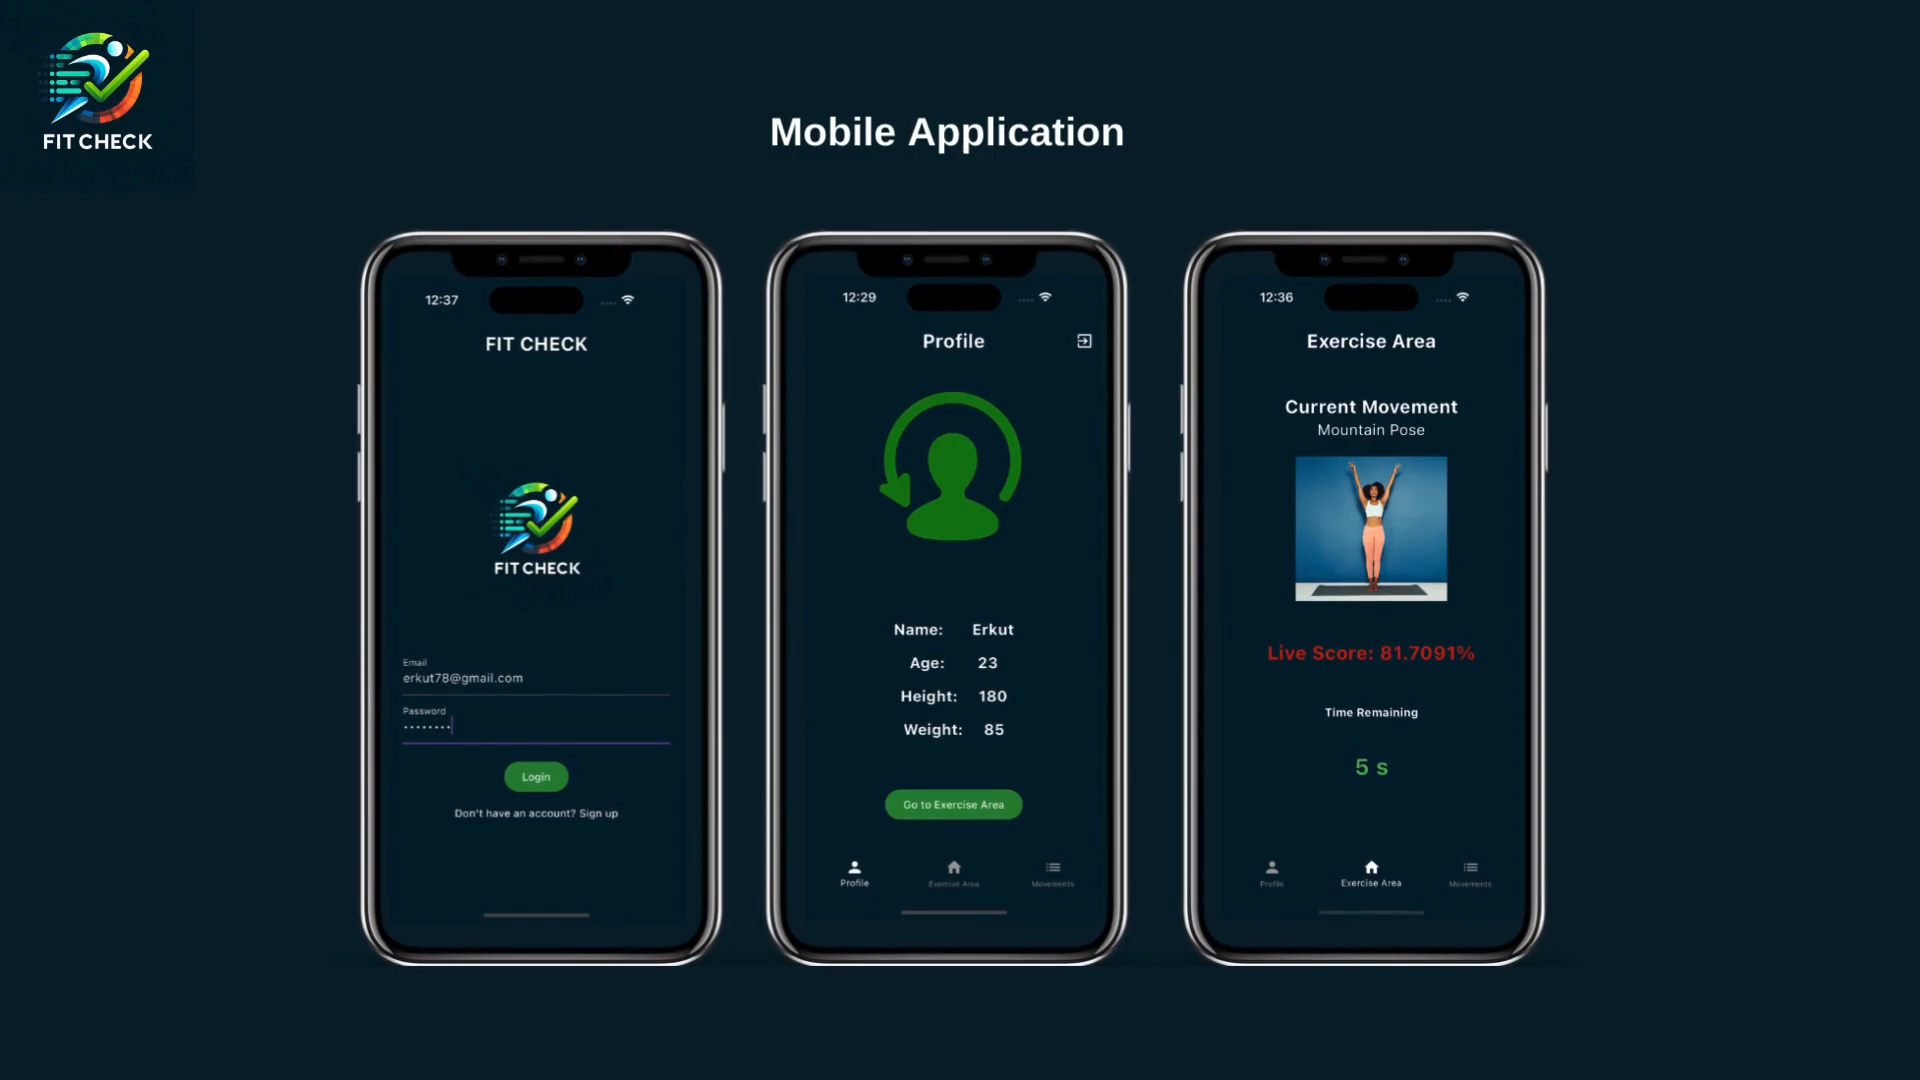 FIT CHECK
Mobile Application
12:37
FIT CHECK
FIT CHECK
Email
erkut78@gmail.com
Password
Login
Don't have an account? Sign up
12:29
Profile
Name: Erkut
Age: 23
Height: 180
Weight: 85
Go to Exercise Area
Profile
Exercise Area
Movements
12:36
Exercise Area
Current Movement
Mountain Pose
Live Score: 81.7091%
Time Remaining
5 s
Profile
Exercise Area
Movements